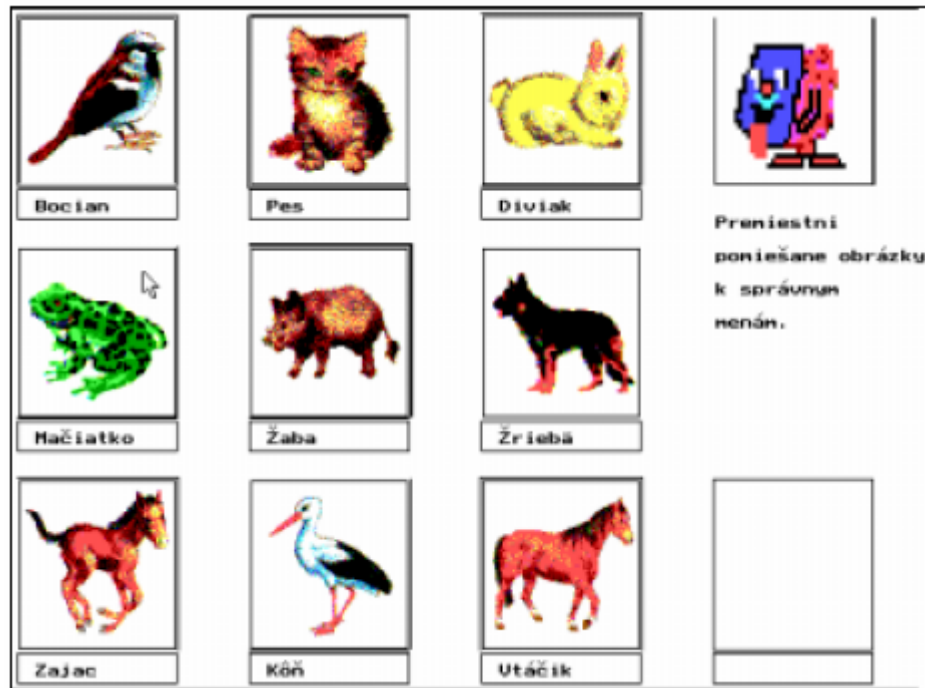 Bocian
Pes
Diviak
Premiestni
pomiešane obrázky
k správnym
menám.
Mačiatko
Žaba
Žriebä
Zajac
Kôň
Vtáčik